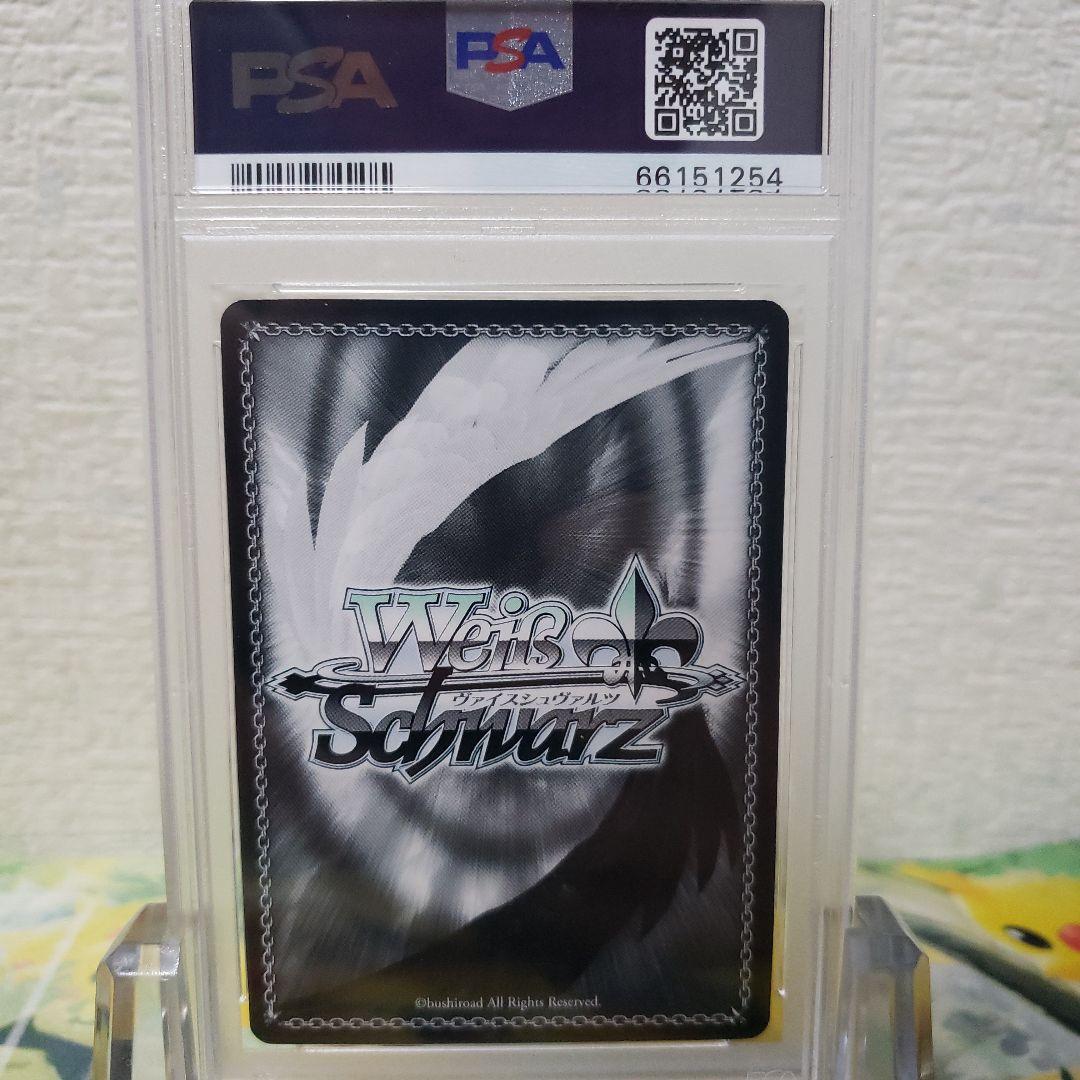 PSA
PSA
66151254
Weiß
ヴァイスシュヴァルツ
Schwarz
©bushiroad All Rights Reserved.
PSA